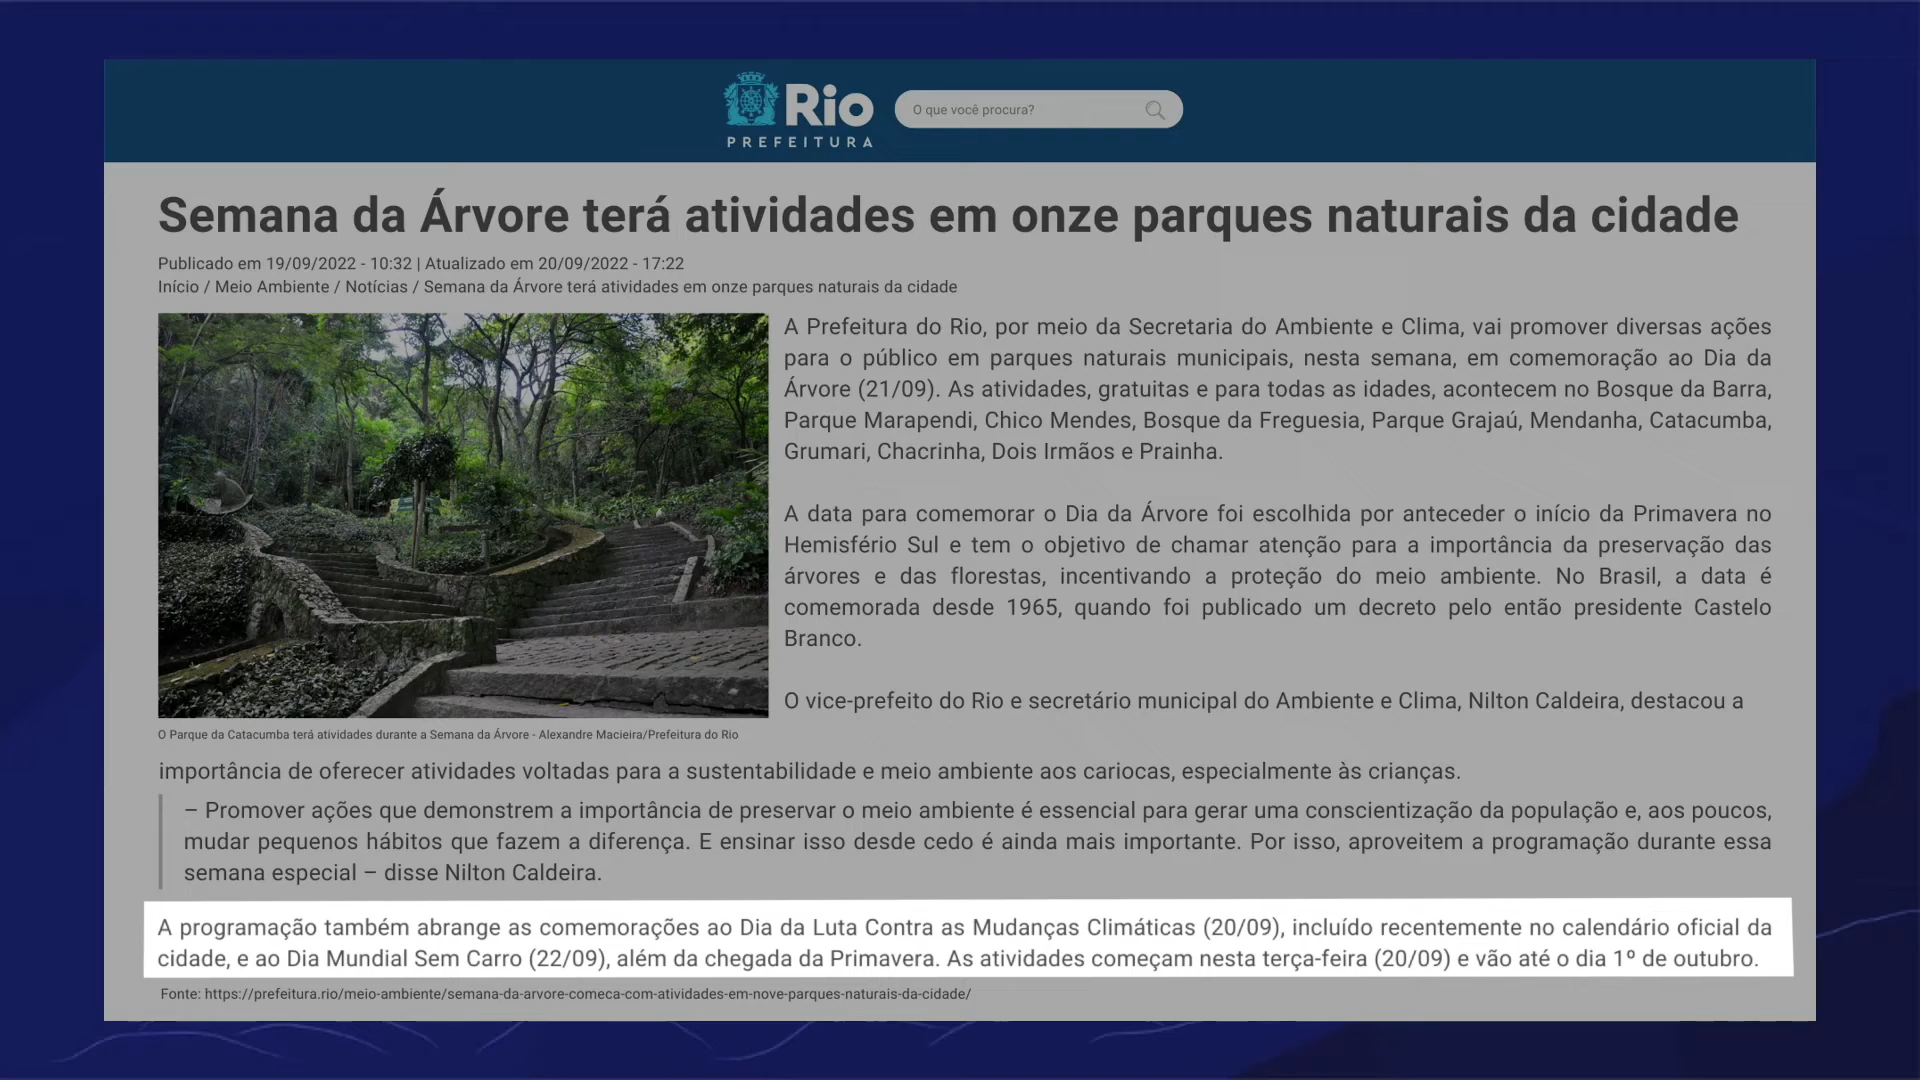 Rio
PREFEITURA
O que você procura?
Semana da Árvore terá atividades em onze parques naturais da cidade
Publicado em 19/09/2022 - 10:32 | Atualizado em 20/09/2022 - 17:22
Início / Meio Ambiente / Notícias / Semana da Árvore terá atividades em onze parques naturais da cidade
A Prefeitura do Rio, por meio da Secretaria do Ambiente e Clima, vai promover diversas ações
para o público em parques naturais municipais, nesta semana, em comemoração ao Dia da
Árvore (21/09). As atividades, gratuitas e para todas as idades, acontecem no Bosque da Barra,
Parque Marapendi, Chico Mendes, Bosque da Freguesia, Parque Grajaú, Mendanha, Catacumba,
Grumari, Chacrinha, Dois Irmãos e Prainha.
A data para comemorar o Dia da Árvore foi escolhida por anteceder o início da Primavera no
Hemisfério Sul e tem o objetivo de chamar atenção para a importância da preservação das
árvores e das florestas, incentivando a proteção do meio ambiente. No Brasil, a data é
comemorada desde 1965, quando foi publicado um decreto pelo então presidente Castelo
Branco.
O vice-prefeito do Rio e secretário municipal do Ambiente e Clima, Nilton Caldeira, destacou a
O Parque da Catacumba terá atividades durante a Semana da Árvore - Alexandre Macieira/Prefeitura do Rio
importância de oferecer atividades voltadas para a sustentabilidade e meio ambiente aos cariocas, especialmente às crianças.
– Promover ações que demonstrem a importância de preservar o meio ambiente é essencial para gerar uma conscientização da população e, aos poucos,
mudar pequenos hábitos que fazem a diferença. E ensinar isso desde cedo é ainda mais importante. Por isso, aproveitem a programação durante essa
semana especial – disse Nilton Caldeira.
A programação também abrange as comemorações ao Dia da Luta Contra as Mudanças Climáticas (20/09), incluído recentemente no calendário oficial da
cidade, e ao Dia Mundial Sem Carro (22/09), além da chegada da Primavera. As atividades começam nesta terça-feira (20/09) e vão até o dia 1º de outubro.
Fonte: https://prefeitura.rio/meio-ambiente/semana-da-arvore-comeca-com-atividades-em-nove-parques-naturais-da-cidade/